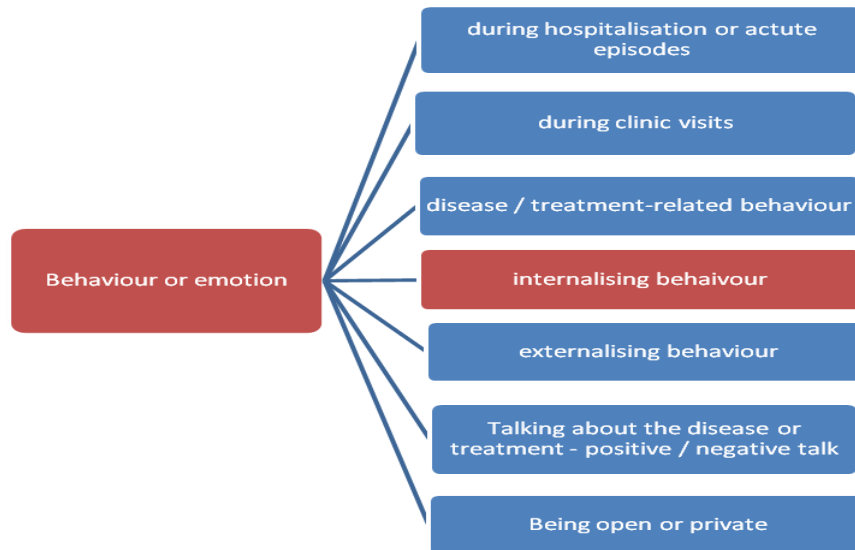 during hospitalisation or actute
episodes
during clinic visits
disease / treatment-related behaviour
Behaviour or emotion
internalising behaivour
externalising behaviour
Talking about the disease or
treatment - positive / negative talk
Being open or private